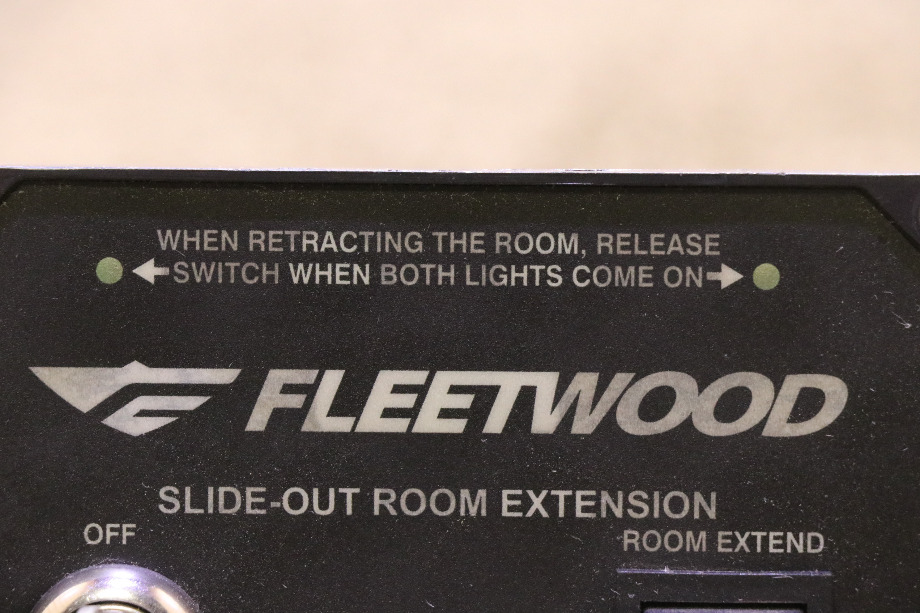 WHEN RETRACTING THE ROOM, RELEASE
SWITCH WHEN BOTH LIGHTS COME ON
FLEETWOOD
SLIDE-OUT ROOM EXTENSION
OFF
ROOM EXTEND